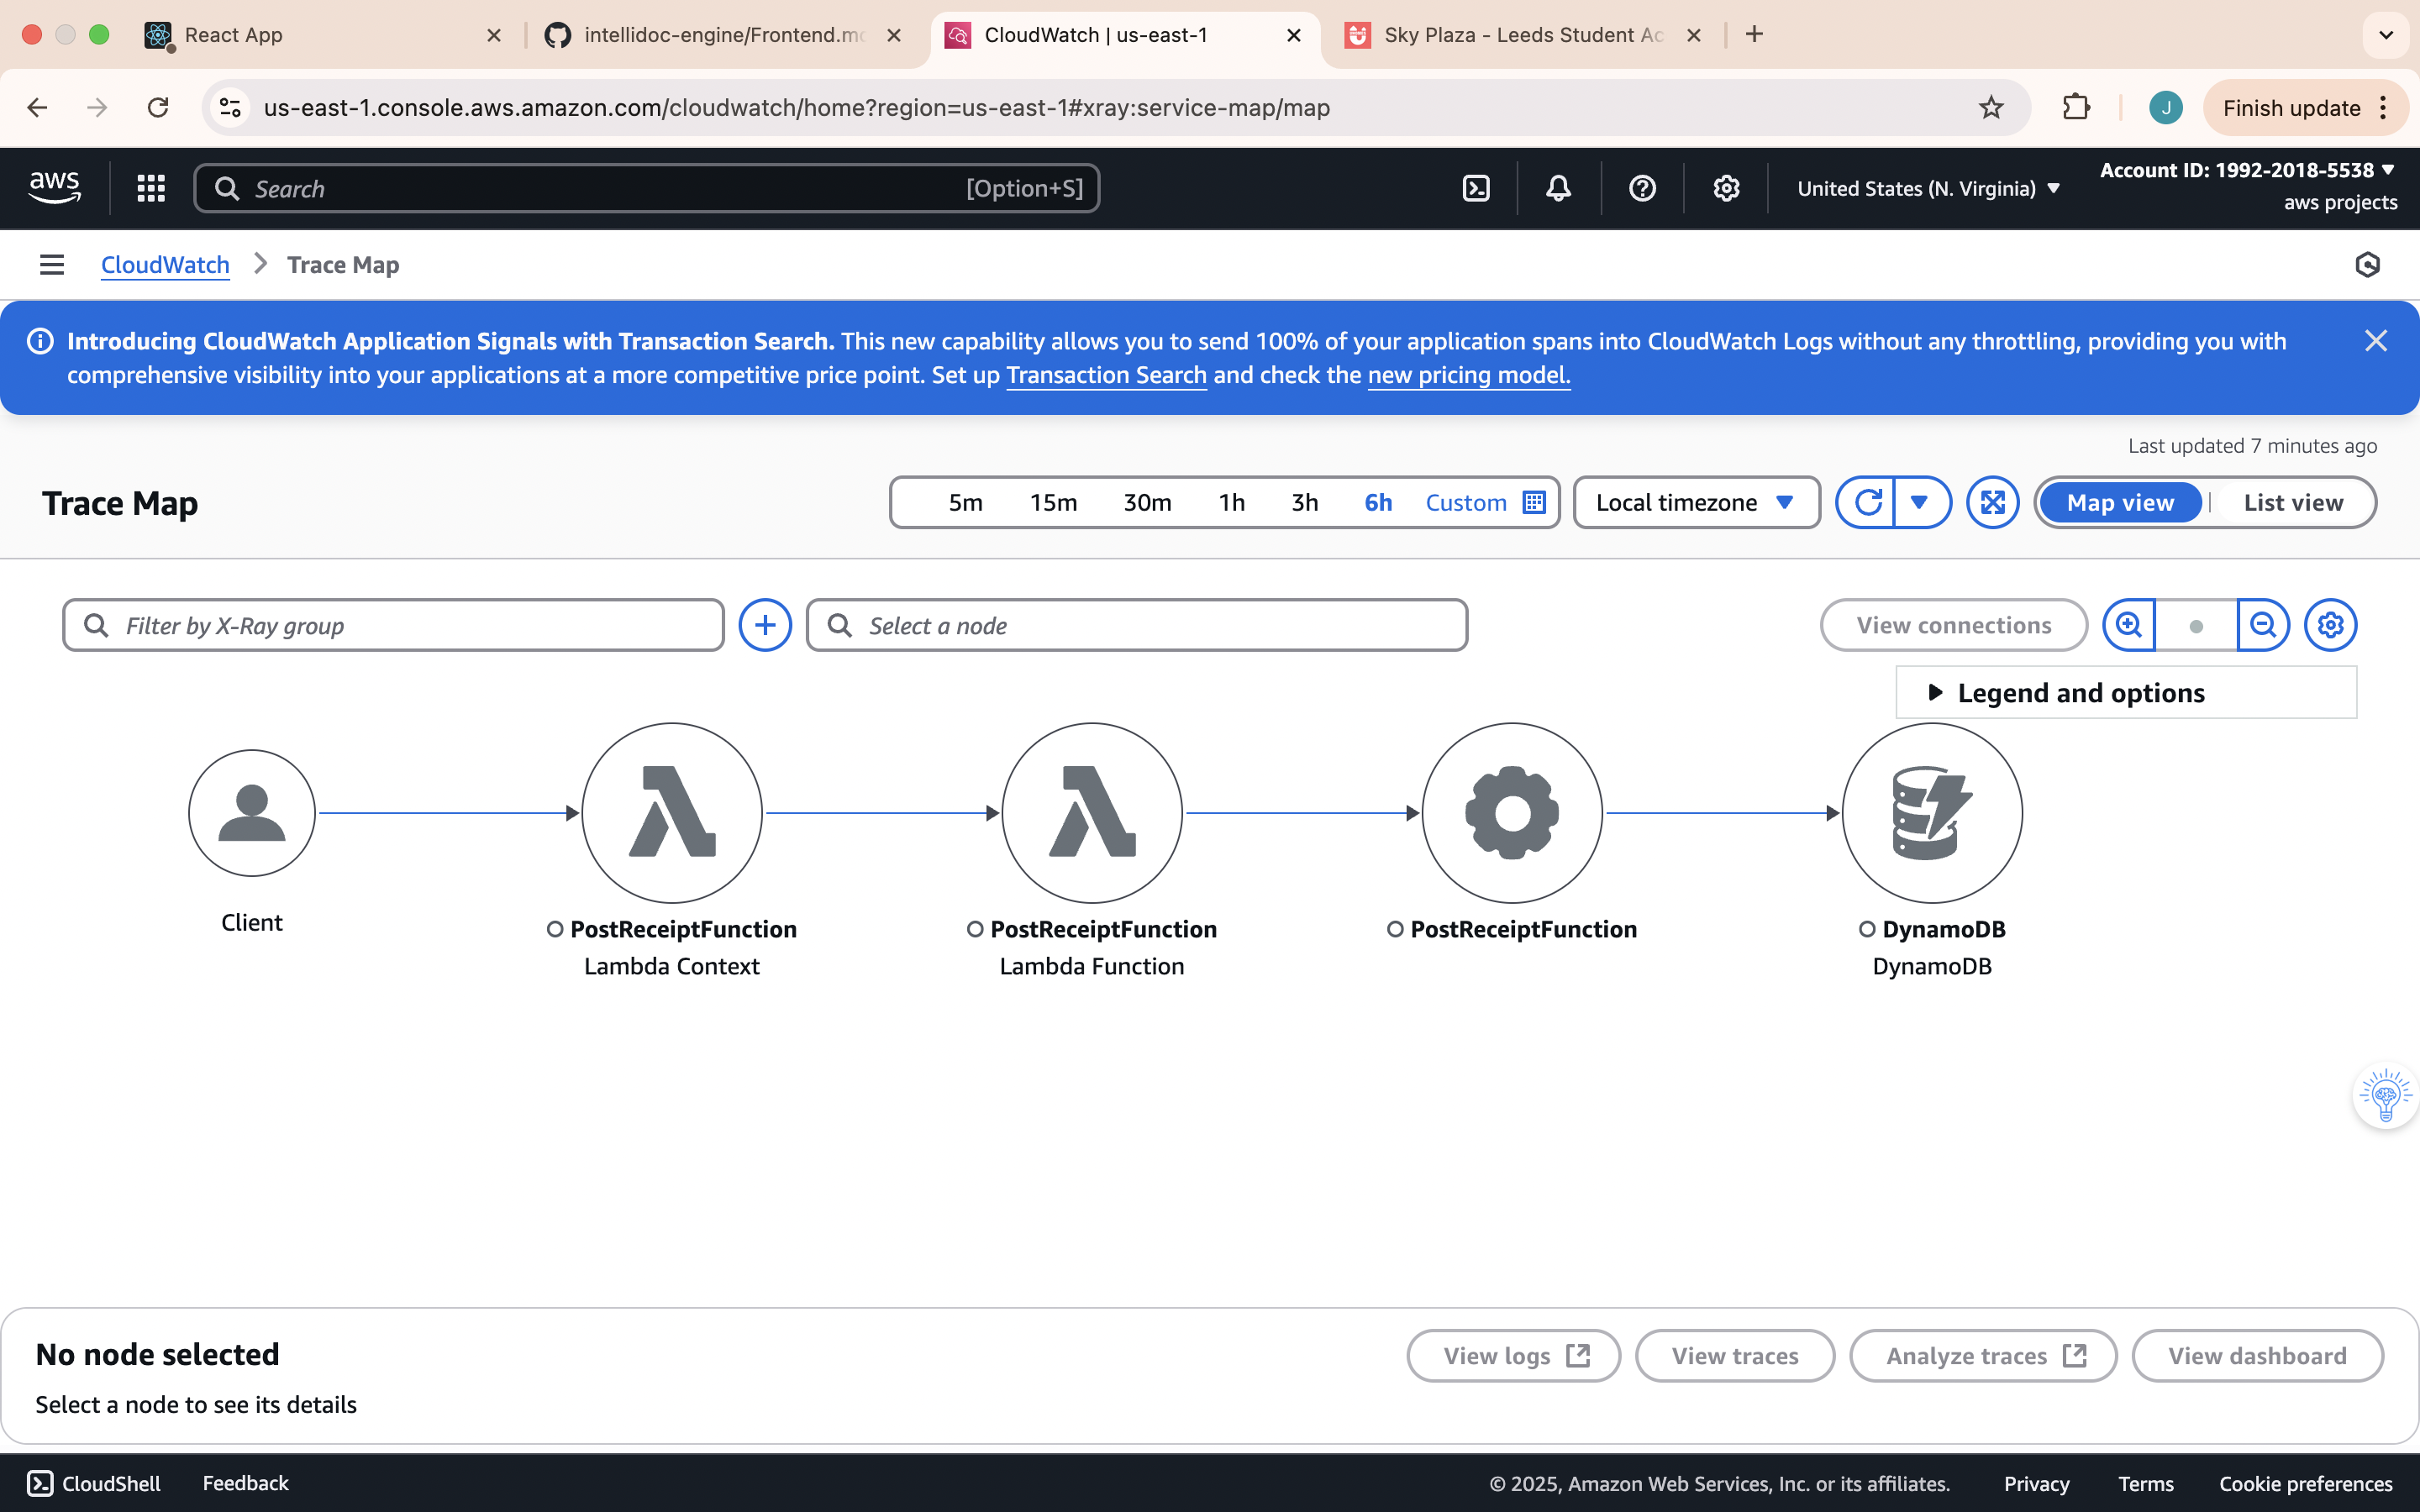 React App
intellidoc-engine/Frontend.mc
CloudWatch | us-east-1
Sky Plaza - Leeds Student Ac
us-east-1.console.aws.amazon.com/cloudwatch/home?region=us-east-1#xray:service-map/map
J
Finish update
aws
Search
[Option+S]
United States (N. Virginia)
Account ID: 1992-2018-5538
aws projects
CloudWatch
Trace Map
Introducing CloudWatch Application Signals with Transaction Search. This new capability allows you to send 100% of your application spans into CloudWatch Logs without any throttling, providing you with
comprehensive visibility into your applications at a more competitive price point. Set up Transaction Search and check the new pricing model.
Last updated 7 minutes ago
Trace Map
5m
15m
30m
1h
3h
6h
Custom
Local timezone
Map view
List view
Filter by X-Ray group
Select a node
View connections
Legend and options
Client
PostReceiptFunction
Lambda Context
PostReceiptFunction
Lambda Function
PostReceiptFunction
DynamoDB
DynamoDB
No node selected
Select a node to see its details
View logs
View traces
Analyze traces
View dashboard
CloudShell
Feedback
© 2025, Amazon Web Services, Inc. or its affiliates.
Privacy
Terms
Cookie preferences